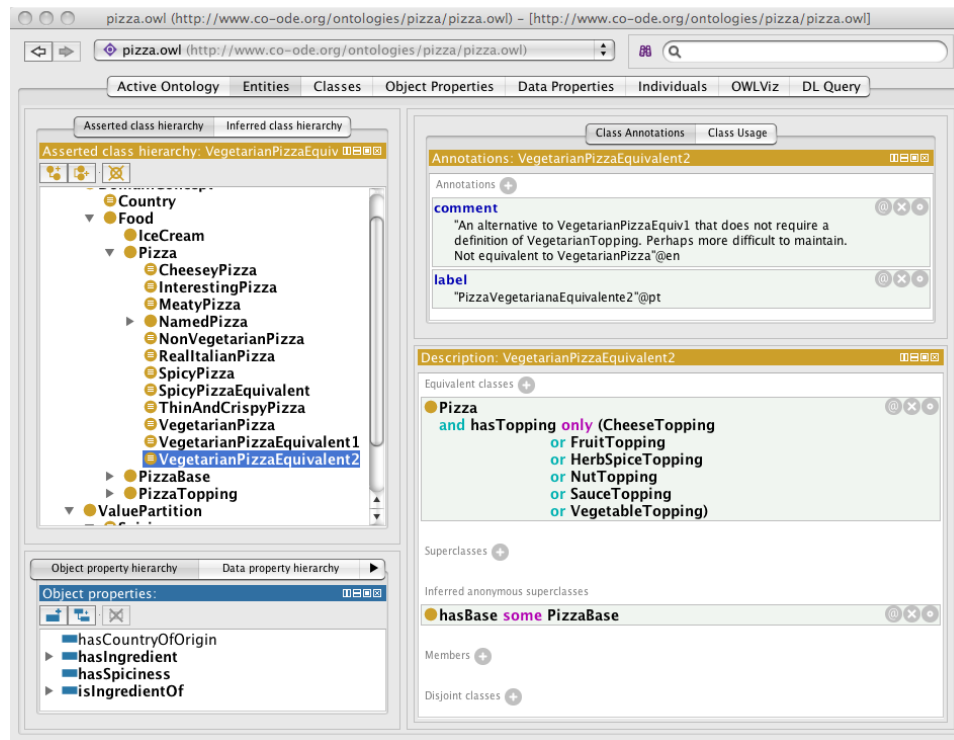 pizza.owl (http://www.co-ode.org/ontologies/pizza/pizza.owl) – [http://www.co-ode.org/ontologies/pizza/pizza.owl]
pizza.owl (http://www.co-ode.org/ontologies/pizza/pizza.owl)
Active Ontology Entities Classes Object Properties Data Properties Individuals OWLViz DL Query
Asserted class hierarchy Inferred class hierarchy
Asserted class hierarchy: VegetarianPizzaEquiv
DomainConcept
Country
Food
IceCream
Pizza
CheeseyPizza
InterestingPizza
MeatyPizza
NamedPizza
NonVegetarianPizza
RealItalianPizza
SpicyPizza
SpicyPizzaEquivalent
ThinAndCrispyPizza
VegetarianPizza
VegetarianPizzaEquivalent1
VegetarianPizzaEquivalent2
PizzaBase
PizzaTopping
ValuePartition
Object property hierarchy Data property hierarchy
Object properties:
hasCountryOfOrigin
hasIngredient
hasSpiciness
isIngredientOf
Class Annotations Class Usage
Annotations: VegetarianPizzaEquivalent2
Annotations
comment
"An alternative to VegetarianPizzaEquiv1 that does not require a
definition of VegetarianTopping. Perhaps more difficult to maintain.
Not equivalent to VegetarianPizza"@en
label
"PizzaVegetarianaEquivalente2"@pt
Description: VegetarianPizzaEquivalent2
Equivalent classes
Pizza
and hasTopping only (CheeseTopping
or FruitTopping
or HerbSpiceTopping
or NutTopping
or SauceTopping
or VegetableTopping)
Superclasses
Inferred anonymous superclasses
hasBase some PizzaBase
Members
Disjoint classes